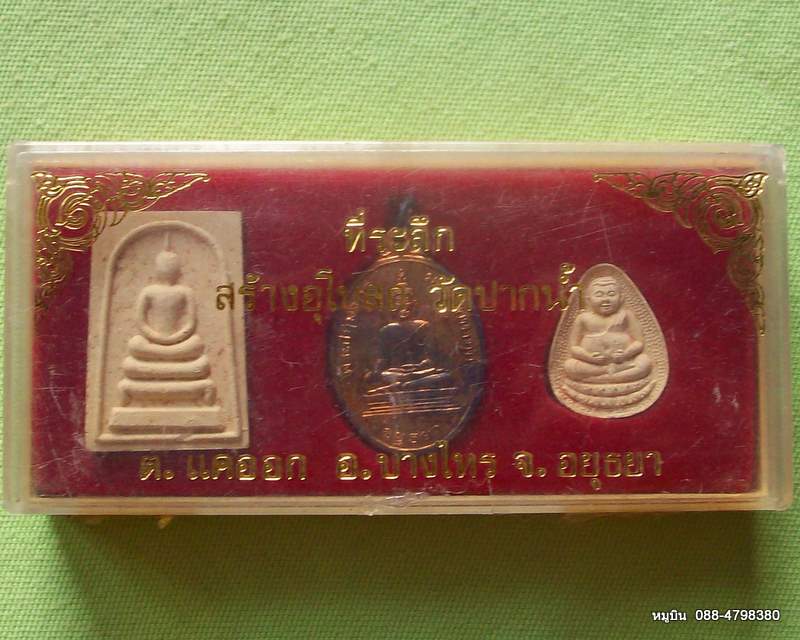 ที่ระลึก
สร้างอุโบสถ วัดปากน้ำ
ต. แคออก อ. บางไทร จ. อยุธยา
หมูบิน 088-4798380